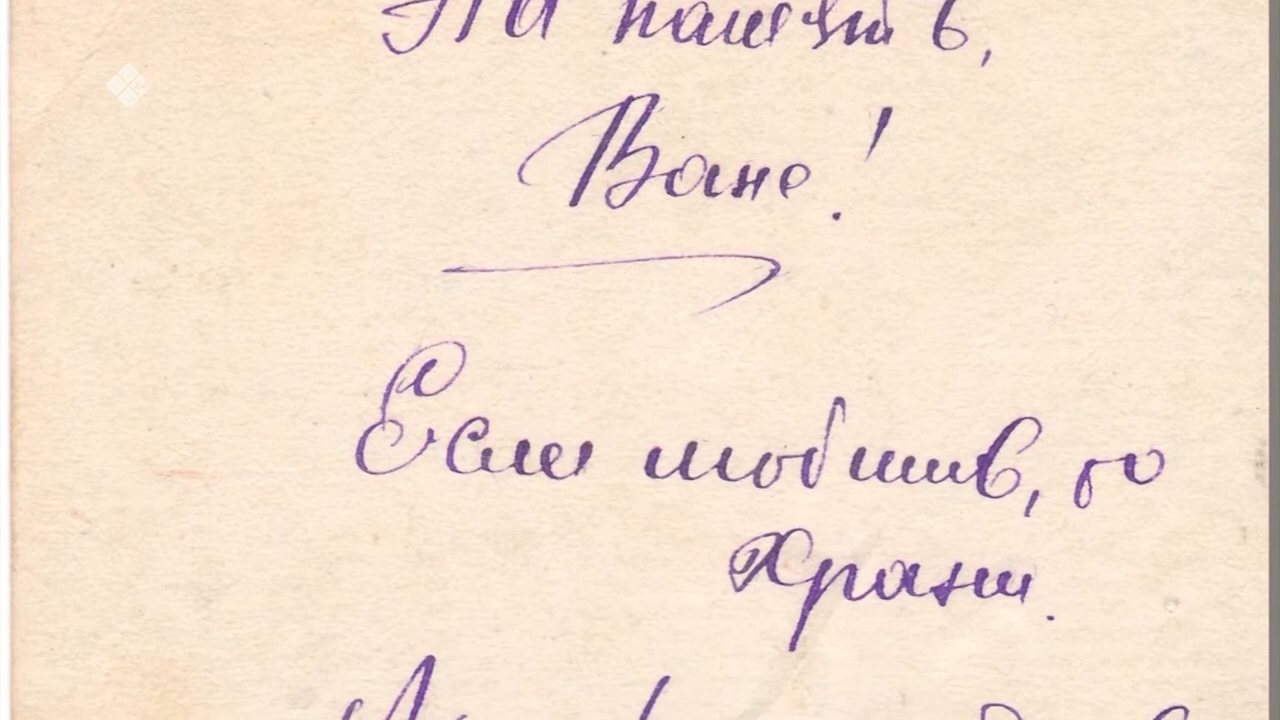 На память,
Ване!
Если любишь, то
Храни.